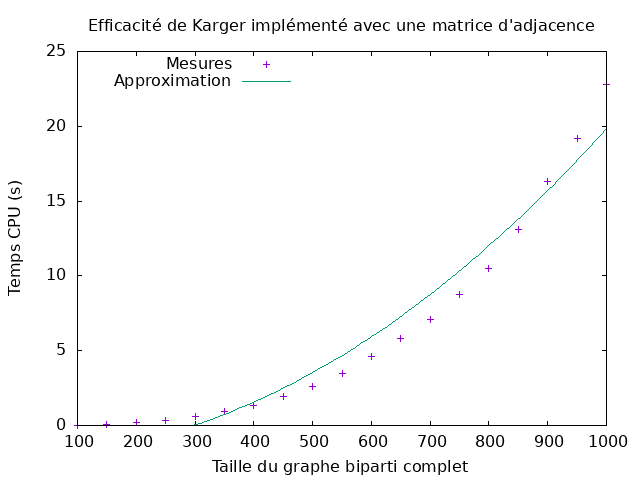 Efficacité de Karger implémenté avec une matrice d'adjacence
25
Mesures
Approximation
20
15
10
5
0
Temps CPU (s)
100 200 300 400 500 600 700 800 900 1000
Taille du graphe biparti complet